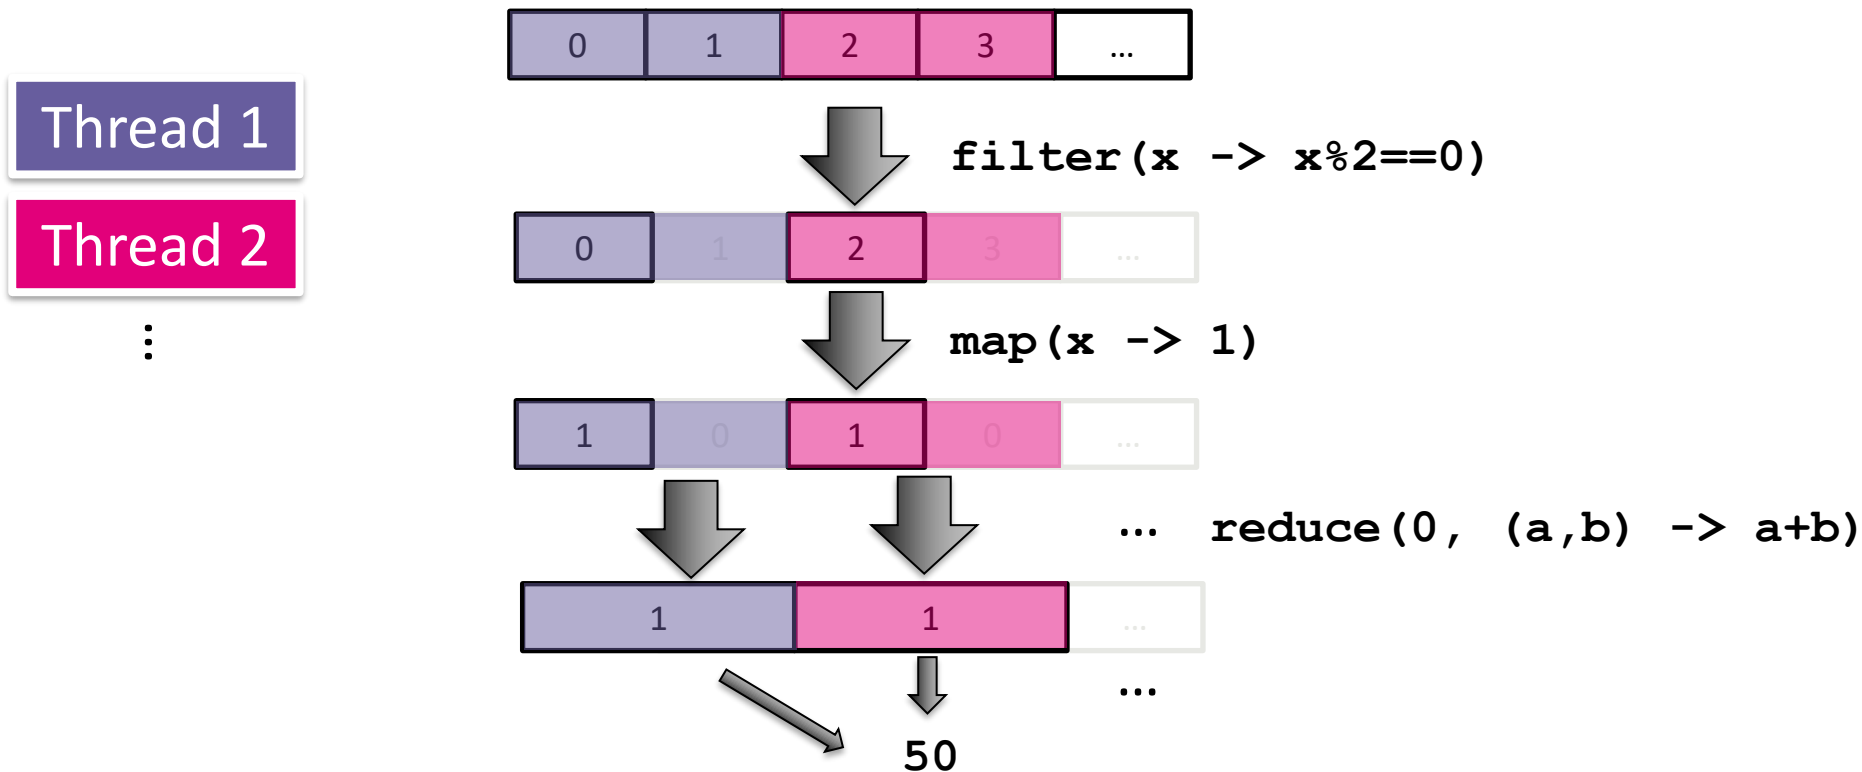 0 1 2 3 ...
Thread 1
filter(x -> x%2==0)
Thread 2
0 1 2 3 ...
⋮
map(x -> 1)
1 0 1 0 ...
... reduce(0, (a,b) -> a+b)
1 1 ...
...
50